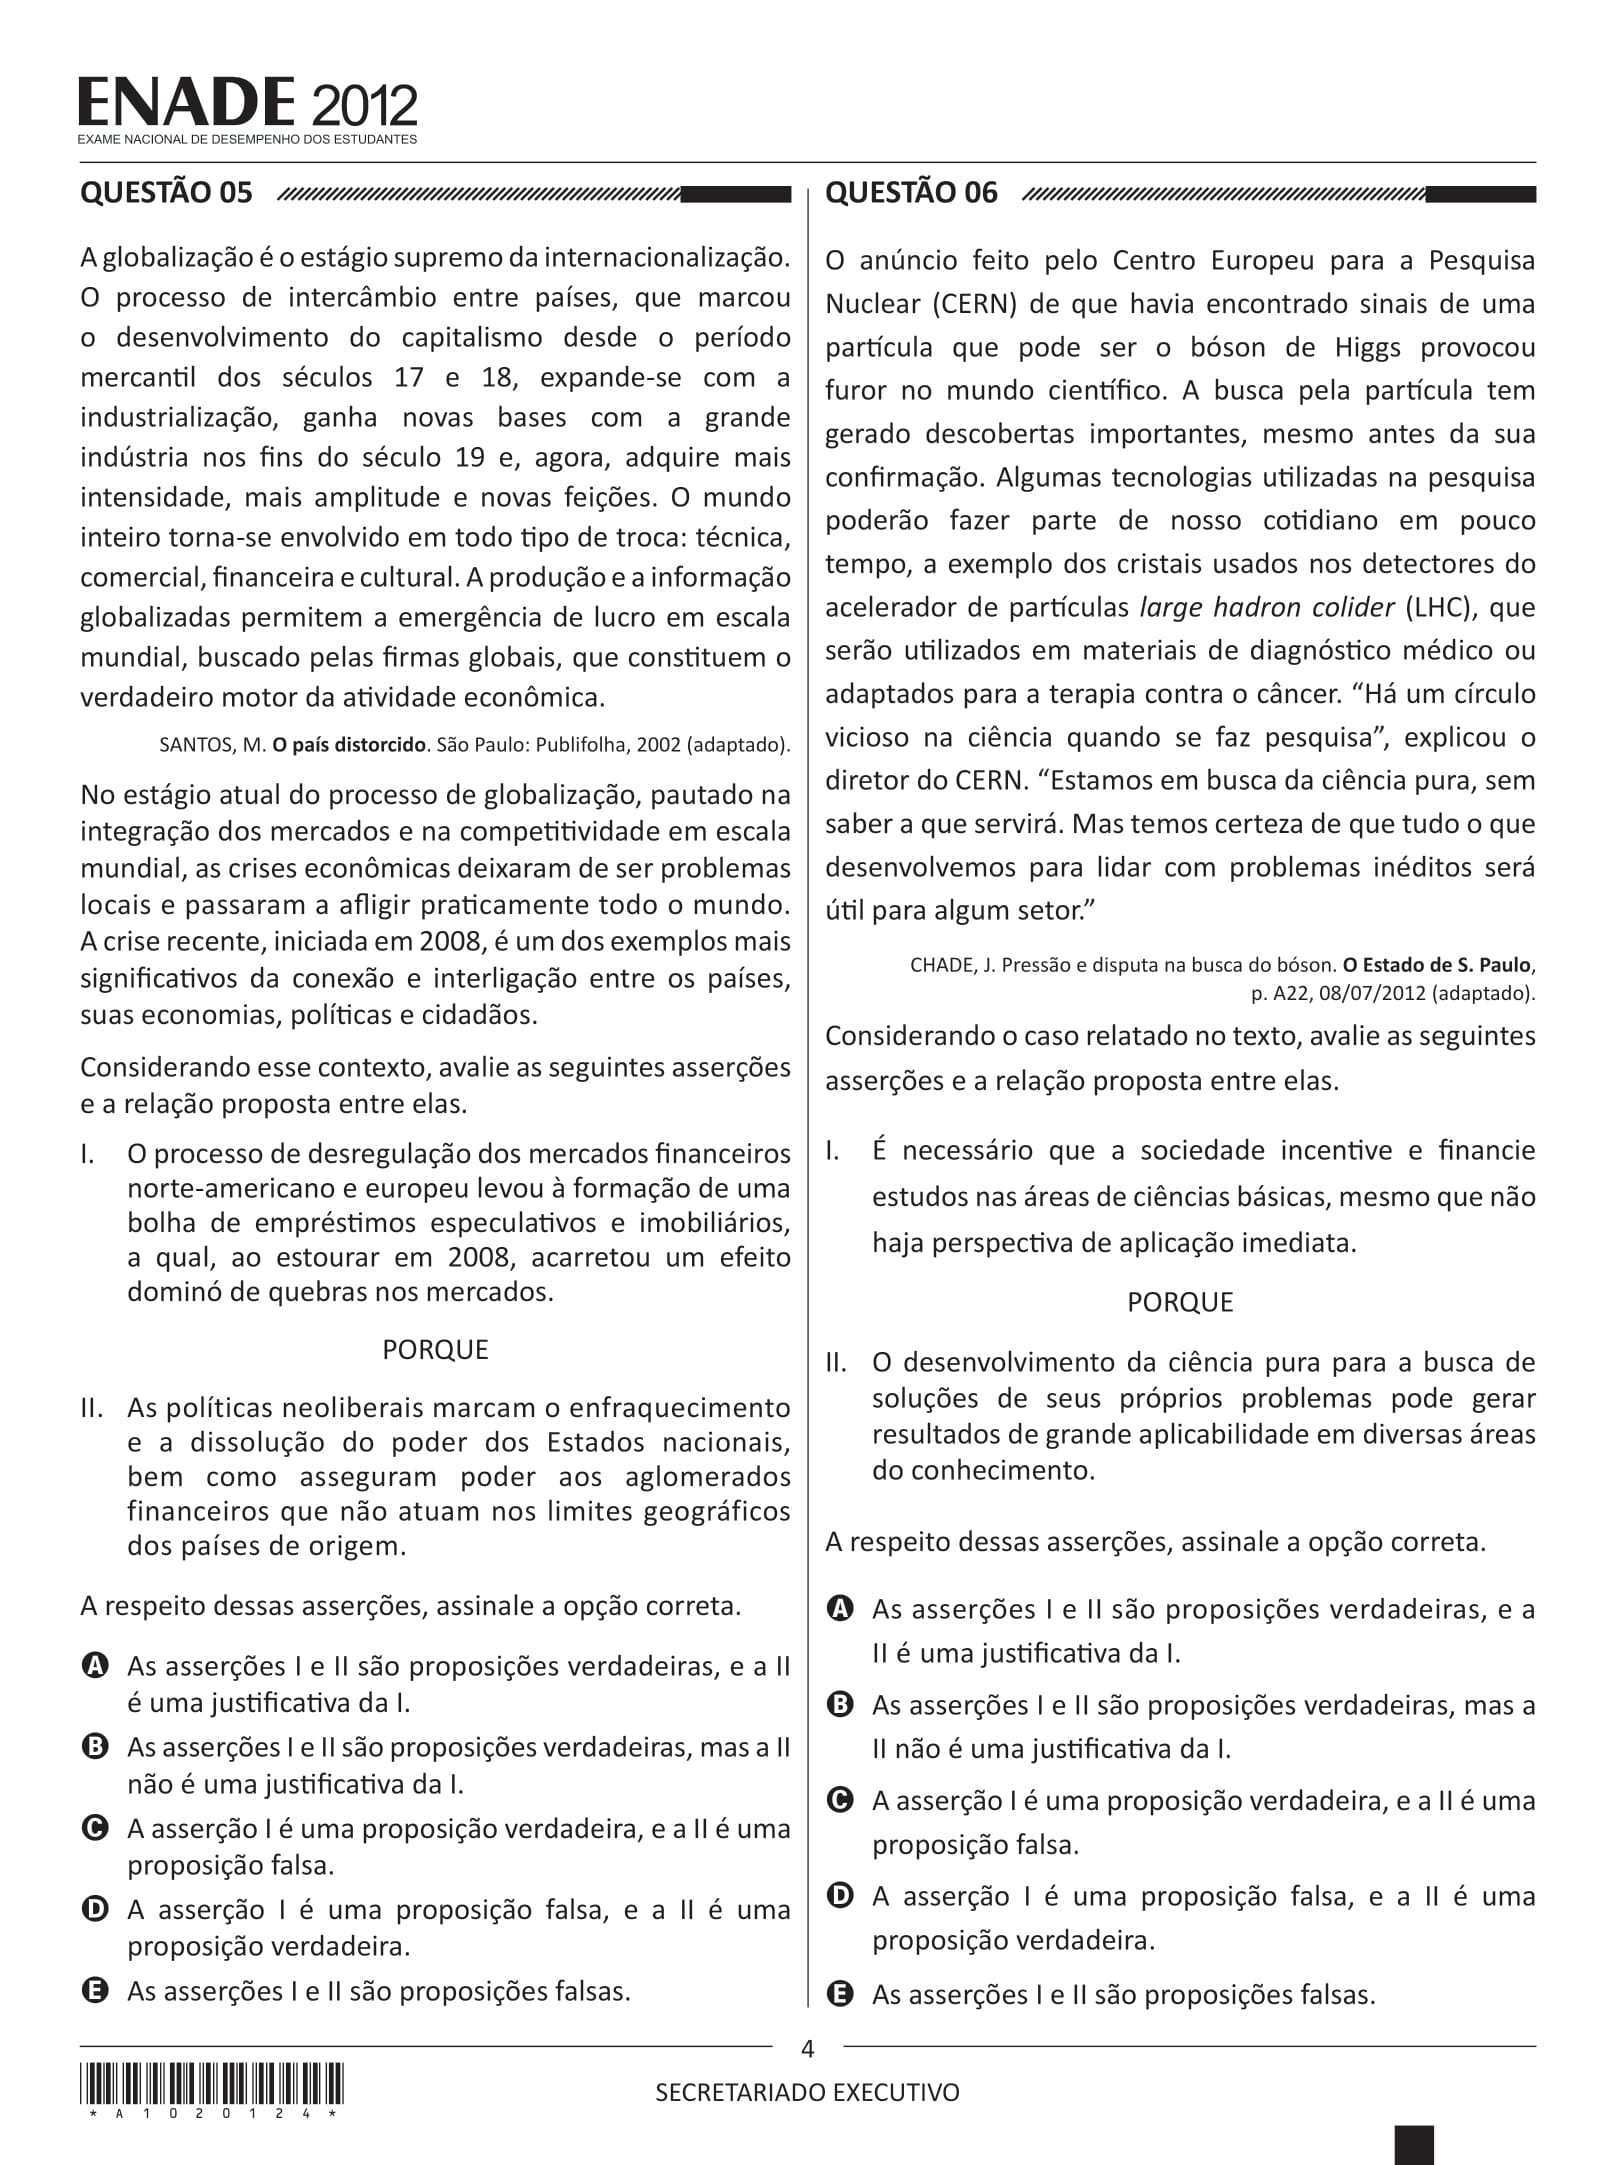 ENADE 2012
EXAME NACIONAL DE DESEMPENHO DOS ESTUDANTES
QUESTÃO 05
A globalização é o estágio supremo da internacionalização.
O processo de intercâmbio entre países, que marcou
o desenvolvimento do capitalismo desde o período
mercantil dos séculos 17 e 18, expande-se com a
industrialização, ganha novas bases com a grande
indústria nos fins do século 19 e, agora, adquire mais
intensidade, mais amplitude e novas feições. O mundo
inteiro torna-se envolvido em todo tipo de troca: técnica,
comercial, financeira e cultural. A produção e a informação
globalizadas permitem a emergência de lucro em escala
mundial, buscado pelas firmas globais, que constituem o
verdadeiro motor da atividade econômica.
SANTOS, M. O país distorcido. São Paulo: Publifolha, 2002 (adaptado).
No estágio atual do processo de globalização, pautado na
integração dos mercados e na competitividade em escala
mundial, as crises econômicas deixaram de ser problemas
locais e passaram a afligir praticamente todo o mundo.
A crise recente, iniciada em 2008, é um dos exemplos mais
significativos da conexão e interligação entre os países,
suas economias, políticas e cidadãos.
Considerando esse contexto, avalie as seguintes asserções
e a relação proposta entre elas.
I. O processo de desregulação dos mercados financeiros
norte-americano e europeu levou à formação de uma
bolha de empréstimos especulativos e imobiliários,
a qual, ao estourar em 2008, acarretou um efeito
dominó de quebras nos mercados.
PORQUE
II. As políticas neoliberais marcam o enfraquecimento
e a dissolução do poder dos Estados nacionais,
bem como asseguram poder aos aglomerados
financeiros que não atuam nos limites geográficos
dos países de origem.
A respeito dessas asserções, assinale a opção correta.
A As asserções I e II são proposições verdadeiras, e a II
é uma justificativa da I.
B As asserções I e II são proposições verdadeiras, mas a II
não é uma justificativa da I.
C A asserção I é uma proposição verdadeira, e a II é uma
proposição falsa.
D A asserção I é uma proposição falsa, e a II é uma
proposição verdadeira.
E As asserções I e II são proposições falsas.
QUESTÃO 06
O anúncio feito pelo Centro Europeu para a Pesquisa
Nuclear (CERN) de que havia encontrado sinais de uma
partícula que pode ser o bóson de Higgs provocou
furor no mundo científico. A busca pela partícula tem
gerado descobertas importantes, mesmo antes da sua
confirmação. Algumas tecnologias utilizadas na pesquisa
poderão fazer parte de nosso cotidiano em pouco
tempo, a exemplo dos cristais usados nos detectores do
acelerador de partículas large hadron colider (LHC), que
serão utilizados em materiais de diagnóstico médico ou
adaptados para a terapia contra o câncer. “Há um círculo
vicioso na ciência quando se faz pesquisa”, explicou o
diretor do CERN. “Estamos em busca da ciência pura, sem
saber a que servirá. Mas temos certeza de que tudo o que
desenvolvemos para lidar com problemas inéditos será
útil para algum setor.”
CHADE, J. Pressão e disputa na busca do bóson. O Estado de S. Paulo,
p. A22, 08/07/2012 (adaptado).
Considerando o caso relatado no texto, avalie as seguintes
asserções e a relação proposta entre elas.
I. É necessário que a sociedade incentive e financie
estudos nas áreas de ciências básicas, mesmo que não
haja perspectiva de aplicação imediata.
PORQUE
II. O desenvolvimento da ciência pura para a busca de
soluções de seus próprios problemas pode gerar
resultados de grande aplicabilidade em diversas áreas
do conhecimento.
A respeito dessas asserções, assinale a opção correta.
A As asserções I e II são proposições verdadeiras, e a
II é uma justificativa da I.
B As asserções I e II são proposições verdadeiras, mas a
II não é uma justificativa da I.
C A asserção I é uma proposição verdadeira, e a II é uma
proposição falsa.
D A asserção I é uma proposição falsa, e a II é uma
proposição verdadeira.
E As asserções I e II são proposições falsas.
4
SECRETARIADO EXECUTIVO
* A 1 0 2 0 1 2 4 *